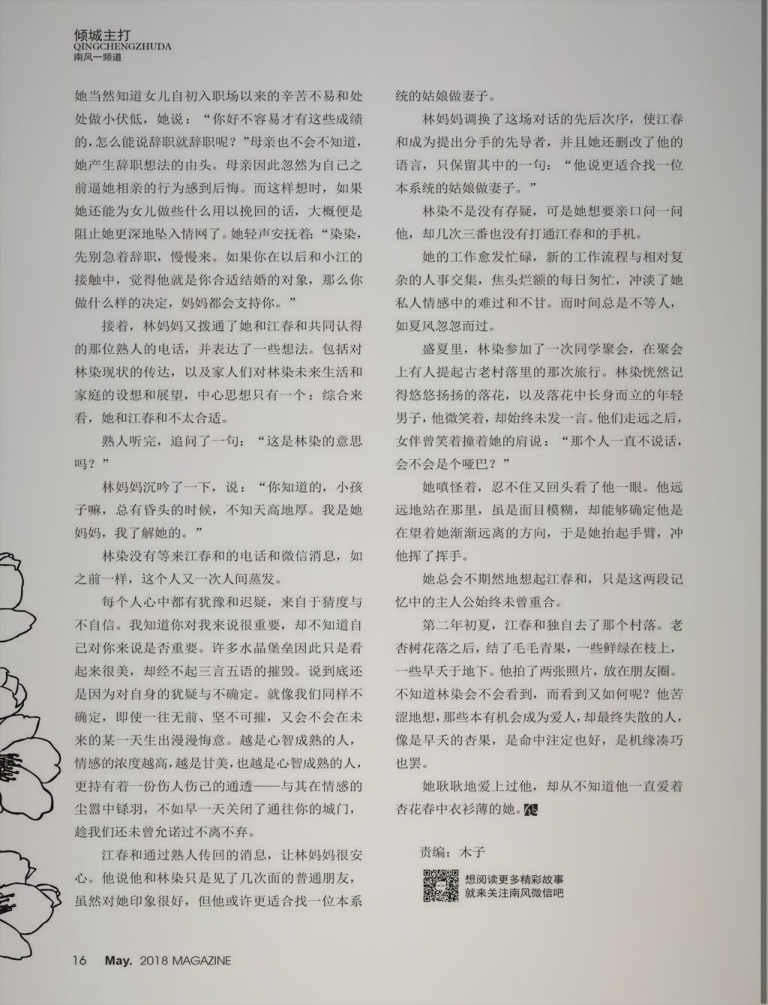 倾城主打
QINGCHENGZHUDA
南风一频道
她当然知道女儿自初入职场以来的辛苦不易和处
处做小伏低，她说：“你好不容易才有这些成绩
的，怎么能说辞职就辞职呢？”母亲也不会不知道，
她产生辞职想法的由头。母亲因此忽然为自己之
前逼她相亲的行为感到后悔。而这样想时，如果
她还能为女儿做些什么用以挽回的话，大概便是
阻止她更深地坠入情网了。她轻声安抚着：“染染，
先别急着辞职，慢慢来。如果你在以后和小江的
接触中，觉得他就是你合适结婚的对象，那么你
做什么样的决定，妈妈都会支持你。”
接着，林妈妈又拨通了她和江春和共同认得
的那位熟人的电话，并表达了一些想法。包括对
林染现状的传达，以及家人们对林染未来生活和
家庭的设想和展望，中心思想只有一个：综合来
看，她和江春和不太合适。
熟人听完，追问了一句：“这是林染的意思
吗？”
林妈妈沉吟了一下，说：“你知道的，小孩
子嘛，总有昏头的时候，不知天高地厚。我是她
妈妈，我了解她的。”
林染没有等来江春和的电话和微信消息，如
之前一样，这个人又一次人间蒸发。
每个人心中都有犹豫和迟疑，来自于猜度与
不自信。我知道你对我来说很重要，却不知道自
己对你来说是否重要。许多水晶堡垒因此只是看
起来很美，却经不起三言五语的摧毁。说到底还
是因为对自身的犹疑与不确定。就像我们同样不
确定，即使一往无前、坚不可摧，又会不会在未
来的某一天生出漫漫悔意。越是心智成熟的人，
情感的浓度越高，越是甘美，也越是心智成熟的人，
更持有着一份伤人伤己的通透——与其在情感的
尘嚣中铩羽，不如早一天关闭了通往你的城门，
趁我们还未曾允诺过不离不弃。
江春和通过熟人传回的消息，让林妈妈很安
心。他说他和林染只是见了几次面的普通朋友，
虽然对她印象很好，但他或许更适合找一位本系
统的姑娘做妻子。
林妈妈调换了这场对话的先后次序，使江春
和成为提出分手的先导者，并且她还删改了他的
语言，只保留其中的一句：“他说更适合找一位
本系统的姑娘做妻子。”
林染不是没有存疑，可是她想要亲口问一问
他，却几次三番也没有打通江春和的手机。
她的工作愈发忙碌，新的工作流程与相对复
杂的人事交集，焦头烂额的每日匆忙，冲淡了她
私人情感中的难过和不甘。而时间总是不等人，
如夏风忽忽而过。
盛夏里，林染参加了一次同学聚会，在聚会
上有人提起古老村落里的那次旅行。林染恍然记
得悠悠扬扬的落花，以及落花中长身而立的年轻
男子，他微笑着，却始终未发一言。他们走远之后，
女伴曾笑着撞着她的肩说：“那个人一直不说话，
会不会是个哑巴？”
她嗔怪着，忍不住又回头看了他一眼。他远
远地站在那里，虽是面目模糊，却能够确定他是
在望着她渐渐远离的方向，于是她抬起手臂，冲
他挥了挥手。
她总会不期然地想起江春和，只是这两段记
忆中的主人公始终未曾重合。
第二年初夏，江春和独自去了那个村落。老
杏树花落之后，结了毛毛青果，一些鲜绿在枝上，
一些早夭于地下。他拍了两张照片，放在朋友圈。
不知道林染会不会看到，而看到又如何呢？他苦
涩地想，那些本有机会成为爱人，却最终失散的人，
像是早夭的杏果，是命中注定也好，是机缘凑巧
也罢。
她耿耿地爱上过他，却从不知道他一直爱着
杏花春中衣衫薄的她。
责编：木子
想阅读更多精彩故事
就来关注南风微信吧
16 May. 2018 MAGAZINE